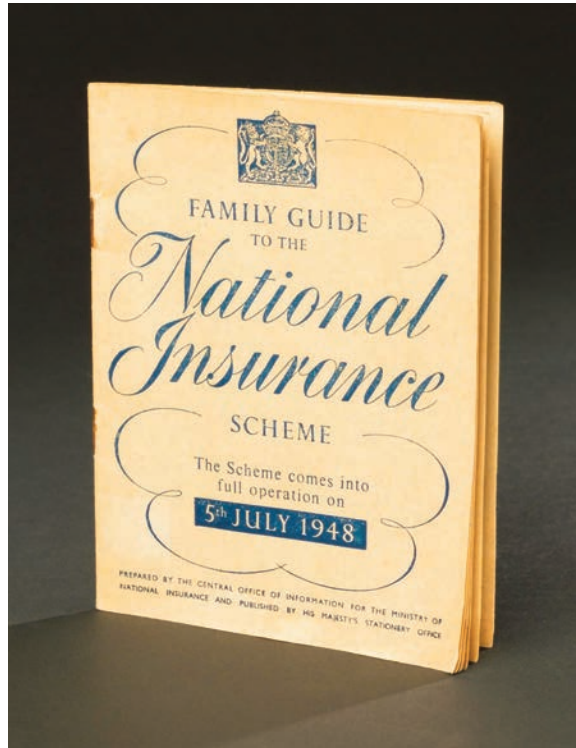 FAMILY GUIDE
TO THE
National
Insurance
SCHEME
The Scheme comes into
full operation on
5th JULY 1948
PREPARED BY THE CENTRAL OFFICE OF INFORMATION FOR THE MINISTRY OF
NATIONAL INSURANCE AND PUBLISHED BY HIS MAJESTY'S STATIONERY OFFICE